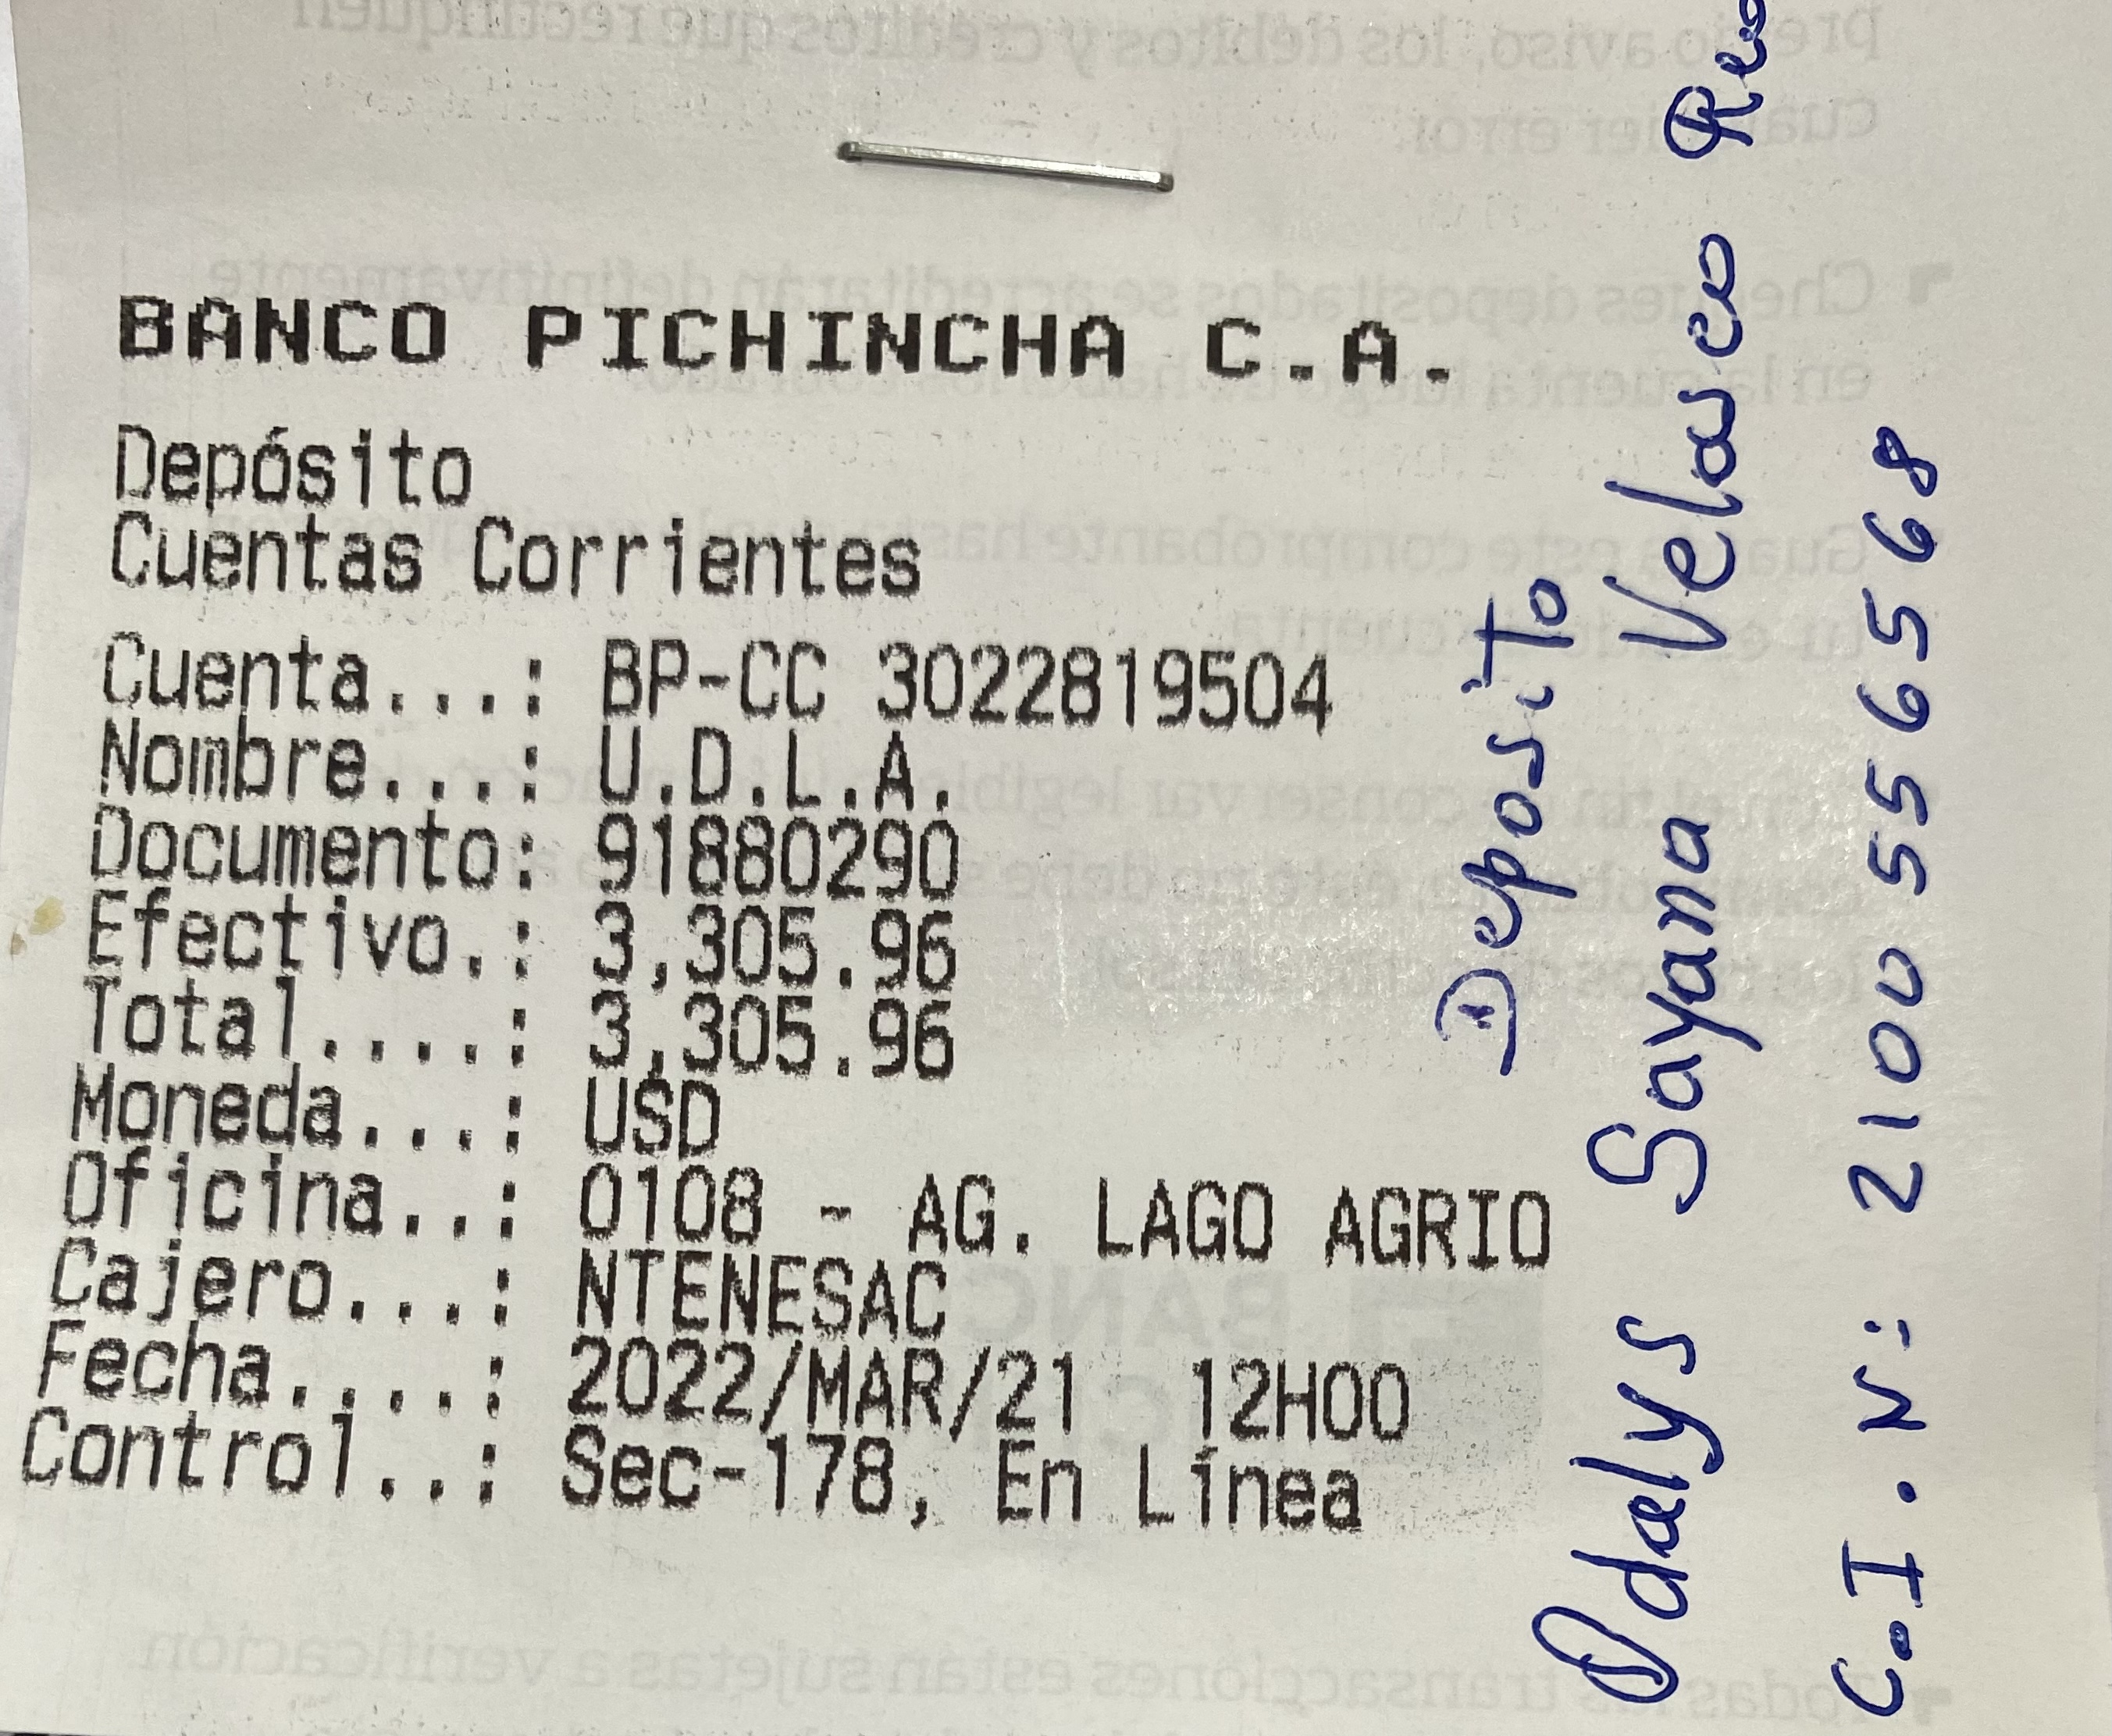 BANCO PICHINCHA C.A.
Depósito
Cuentas Corrientes
Cuenta...: BP-CC 3022819504
Nombre...: U.D.L.A.
Documento: 91880290
Efectivo.: 3,305.96
Total....: 3,305.96
Moneda...: USD
Oficina..: 0108 - AG. LAGO AGRIO
Cajero...: NTENESAC
Fecha....: 2022/MAR/21 12H00
Control..: Sec-178, En Línea
Deposito
Odalys Sayana Velasco
C.I. N: 2100556568